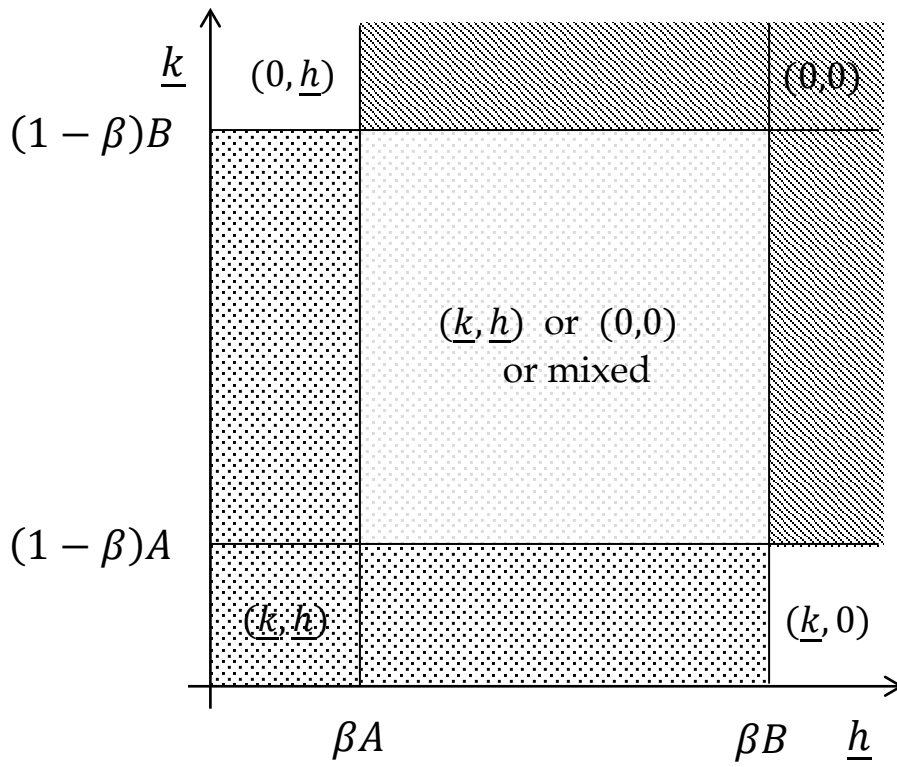 k
(0, h)
(0,0)
(1 − β)B
(k, h) or (0,0)
or mixed
(1 − β)A
(k, h)
(k, 0)
βA
βB
h